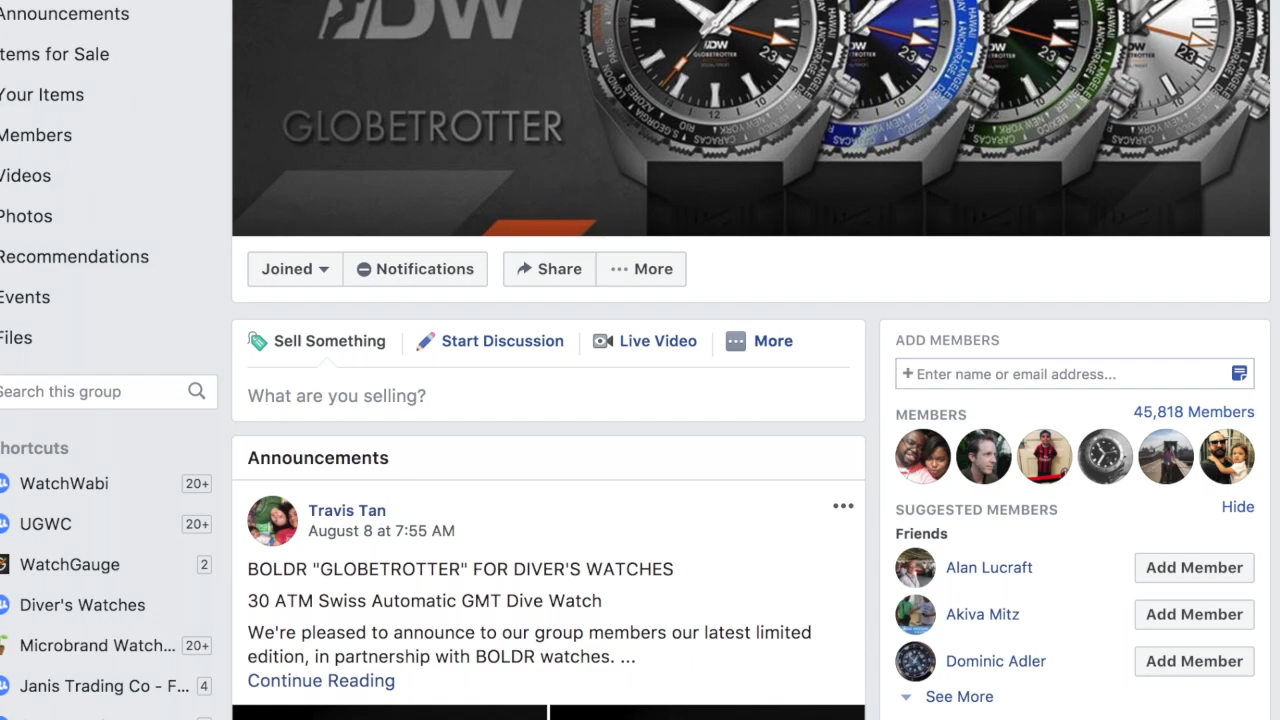 Announcements
tems for Sale
Your Items
Members
Videos
Photos
Recommendations
Events
Files
Search this group
hortcuts
WatchWabi 20+
UGWC 20+
WatchGauge 2
Diver's Watches
Microbrand Watch... 20+
Janis Trading Co - F... 4
IDW
GLOBETROTTER
Joined
Notifications
Share
More
Sell Something
Start Discussion
Live Video
More
What are you selling?
Announcements
Travis Tan
August 8 at 7:55 AM
BOLDR "GLOBETROTTER" FOR DIVER'S WATCHES
30 ATM Swiss Automatic GMT Dive Watch
We're pleased to announce to our group members our latest limited
edition, in partnership with BOLDR watches. ...
Continue Reading
ADD MEMBERS
+ Enter name or email address...
MEMBERS 45,818 Members
SUGGESTED MEMBERS Hide
Friends
Alan Lucraft Add Member
Akiva Mitz Add Member
Dominic Adler Add Member
See More